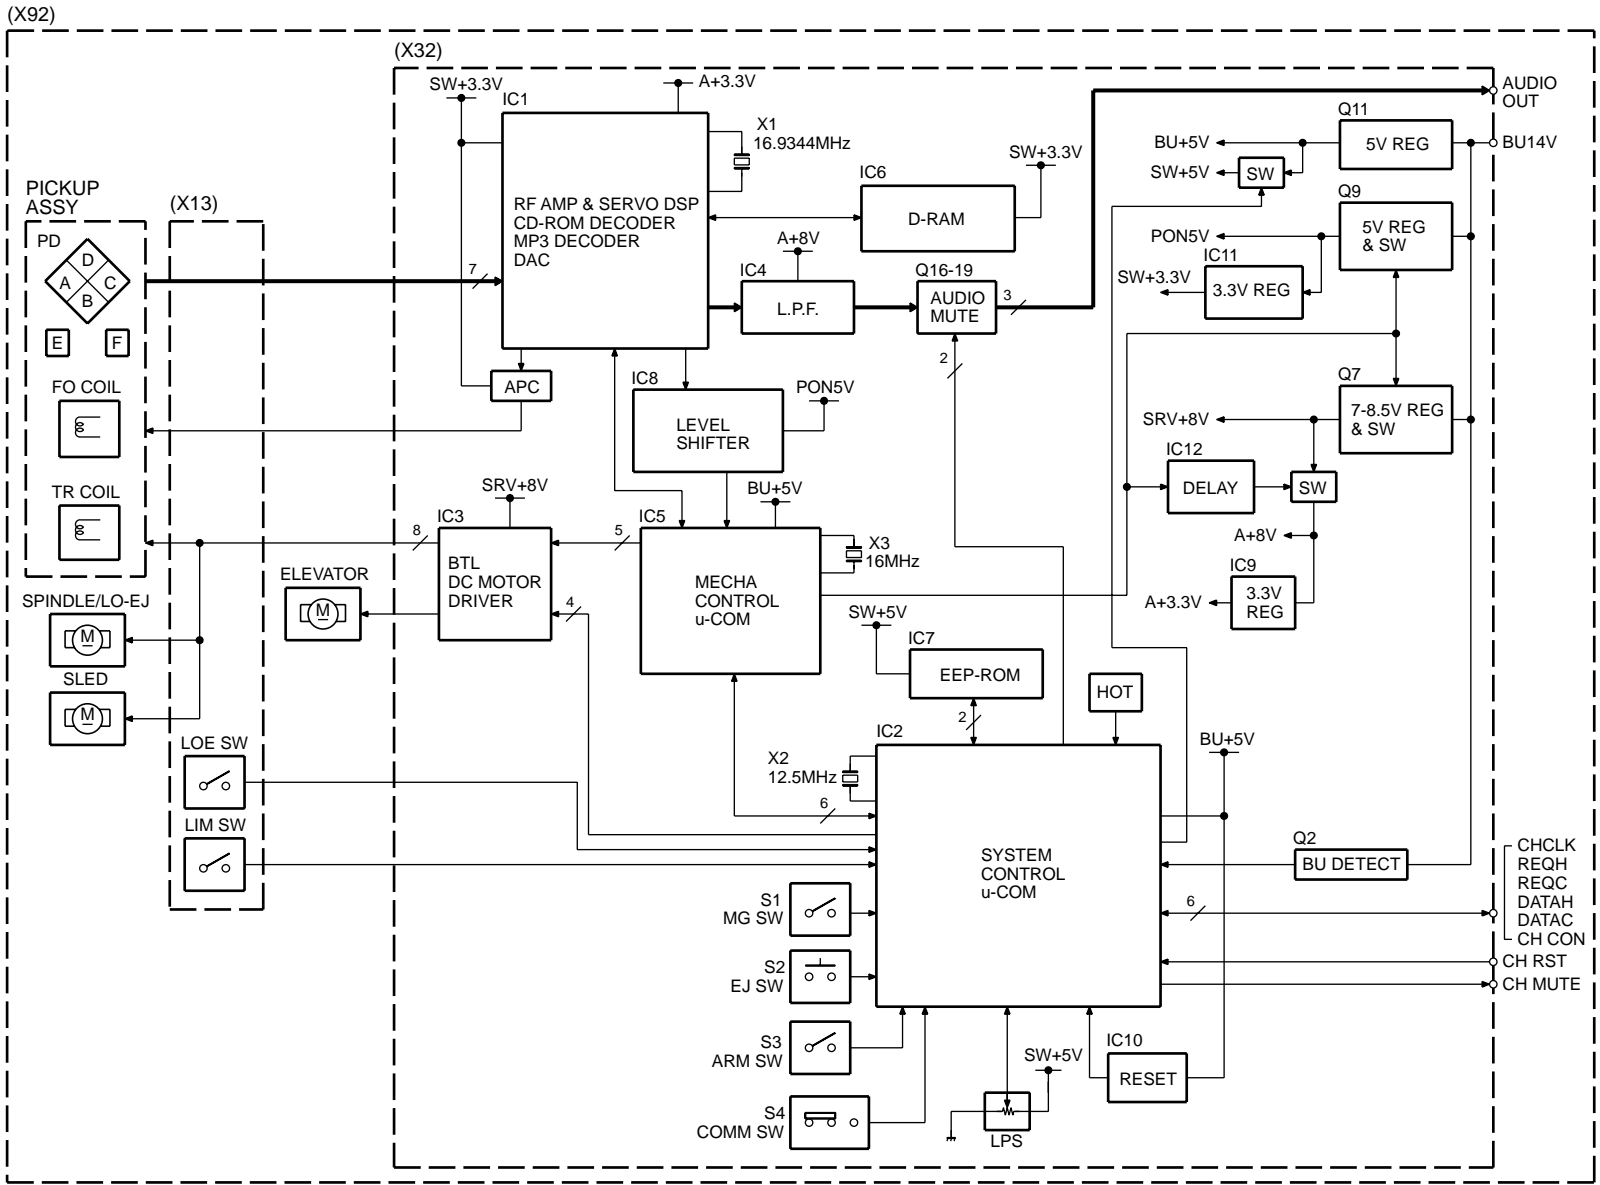 (X92)
(X32)
SW+3.3V
IC1
A+3.3V
RF AMP & SERVO DSP
CD-ROM DECODER
MP3 DECODER
DAC
X1
16.9344MHz
IC6
D-RAM
SW+3.3V
A+8V
IC4
L.P.F.
Q16-19
AUDIO
MUTE
3
2
AUDIO
OUT
Q11
5V REG
BU14V
BU+5V
SW+5V
SW
Q9
5V REG
& SW
PON5V
IC11
3.3V REG
SW+3.3V
Q7
7-8.5V REG
& SW
SRV+8V
IC12
DELAY
SW
A+8V
IC9
3.3V
REG
A+3.3V
PICKUP
ASSY
(X13)
PD
D
A
C
B
7
E
F
FO COIL
TR COIL
APC
IC8
LEVEL
SHIFTER
PON5V
SRV+8V
IC3
BTL
DC MOTOR
DRIVER
8
5
4
IC5
MECHA
CONTROL
u-COM
BU+5V
X3
16MHz
ELEVATOR
M
SPINDLE/LO-EJ
M
SLED
M
LOE SW
LIM SW
SW+5V
IC7
EEP-ROM
2
HOT
IC2
X2
12.5MHz
6
SYSTEM
CONTROL
u-COM
BU+5V
Q2
BU DETECT
6
CHCLK
REQH
REQC
DATAH
DATAC
CH CON
CH RST
CH MUTE
S1
MG SW
S2
EJ SW
S3
ARM SW
S4
COMM SW
SW+5V
LPS
IC10
RESET